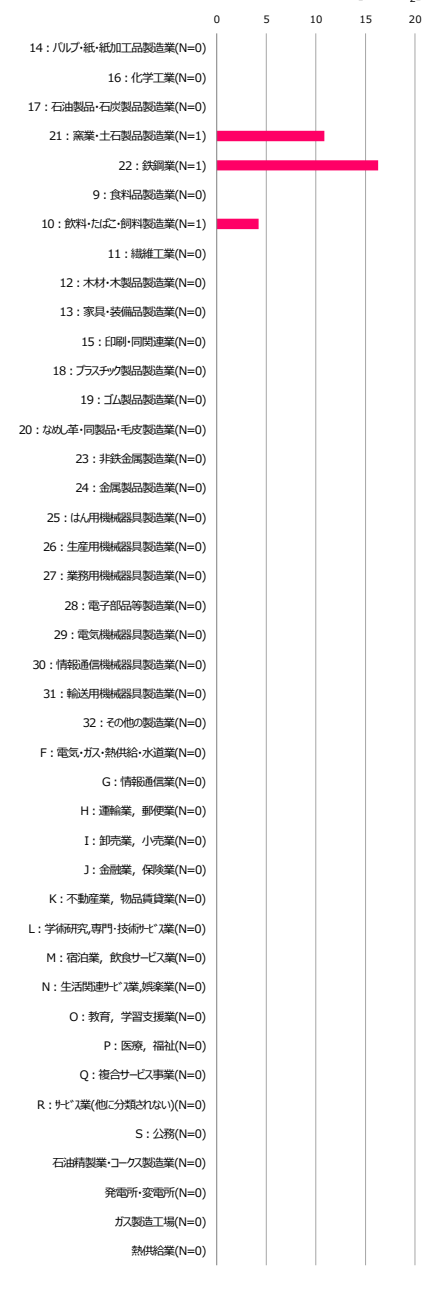 0 5 10 15 20
14：パルプ・紙・紙加工品製造業(N=0)
16：化学工業(N=0)
17：石油製品・石炭製品製造業(N=0)
21：窯業・土石製品製造業(N=1)
22：鉄鋼業(N=1)
9：食料品製造業(N=0)
10：飲料・たばこ・飼料製造業(N=1)
11：繊維工業(N=0)
12：木材・木製品製造業(N=0)
13：家具・装備品製造業(N=0)
15：印刷・同関連業(N=0)
18：プラスチック製品製造業(N=0)
19：ゴム製品製造業(N=0)
20：なめし革・同製品・毛皮製造業(N=0)
23：非鉄金属製造業(N=0)
24：金属製品製造業(N=0)
25：はん用機械器具製造業(N=0)
26：生産用機械器具製造業(N=0)
27：業務用機械器具製造業(N=0)
28：電子部品等製造業(N=0)
29：電気機械器具製造業(N=0)
30：情報通信機械器具製造業(N=0)
31：輸送用機械器具製造業(N=0)
32：その他の製造業(N=0)
F：電気・ガス・熱供給・水道業(N=0)
G：情報通信業(N=0)
H：運輸業，郵便業(N=0)
I：卸売業，小売業(N=0)
J：金融業，保険業(N=0)
K：不動産業，物品賃貸業(N=0)
L：学術研究,専門・技術ｻｰﾋﾞｽ業(N=0)
M：宿泊業，飲食サービス業(N=0)
N：生活関連ｻｰﾋﾞｽ業,娯楽業(N=0)
O：教育，学習支援業(N=0)
P：医療，福祉(N=0)
Q：複合サービス事業(N=0)
R：ｻｰﾋﾞｽ業(他に分類されない)(N=0)
S：公務(N=0)
石油精製業・コークス製造業(N=0)
発電所・変電所(N=0)
ガス製造工場(N=0)
熱供給業(N=0)